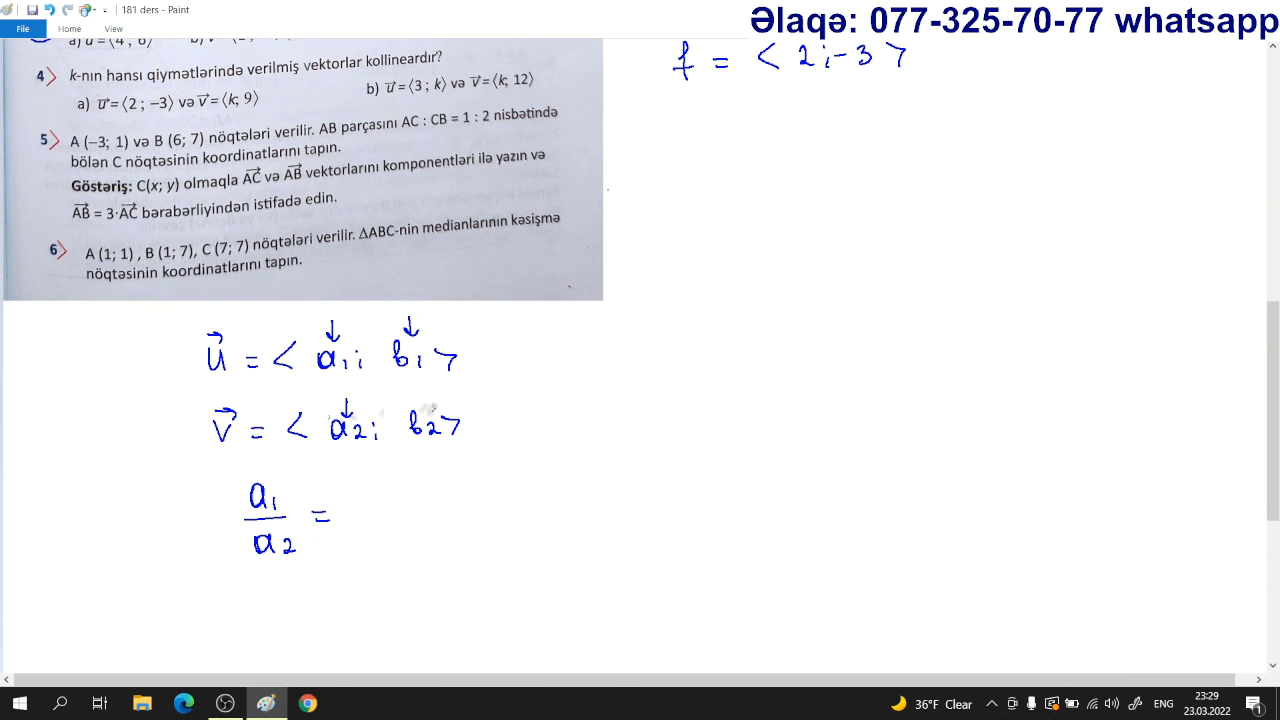 181 ders - Paint
Əlaqə: 077-325-70-77 whatsapp
File Home View
4 k-nın hansı qiymətlərində verilmiş vektorlar kollineardır?
a) u = ⟨2 ; −3⟩ və v = ⟨k; 9⟩ b) u = ⟨3 ; k⟩ və v = ⟨k; 12⟩
5 A (−3; 1) və B (6; 7) nöqtələri verilir. AB parçasını AC : CB = 1 : 2 nisbətində
bölən C nöqtəsinin koordinatlarını tapın.
Göstəriş: C(x; y) olmaqla AC və AB vektorlarını komponentləri ilə yazın və
AB = 3·AC bərabərliyindən istifadə edin.
6 A (1; 1) , B (1; 7), C (7; 7) nöqtələri verilir. ΔABC-nin medianlarının kəsişmə
nöqtəsinin koordinatlarını tapın.
f = < 2 ; -3 >
u = < a1 ; b1 >
v = < a2 ; b2 >
a1
=
a2
36°F Clear
ENG
23:29
23.03.2022
1